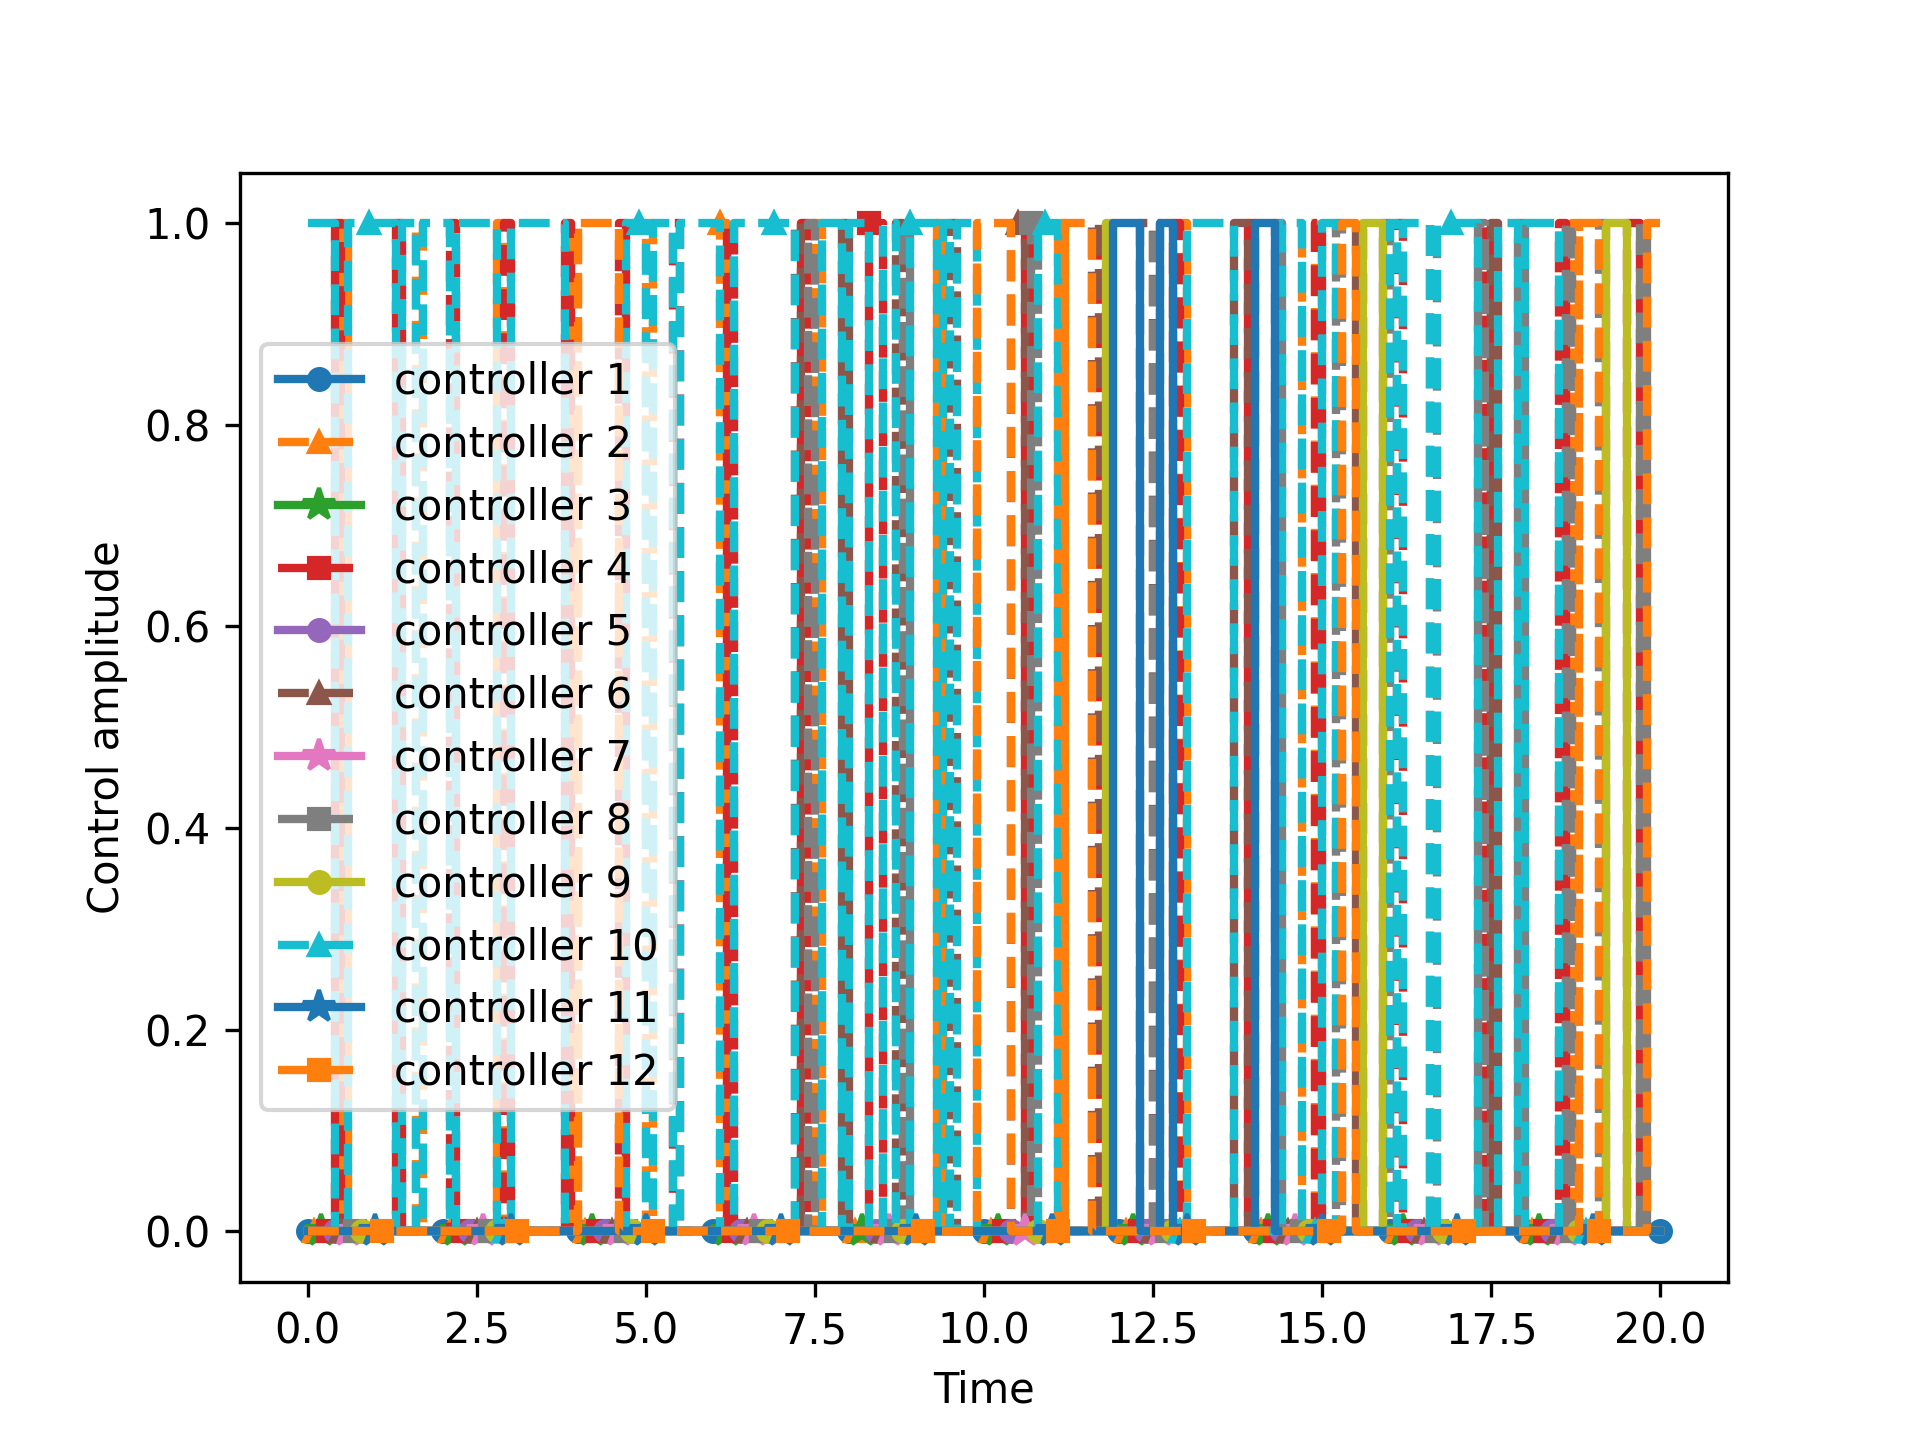 1.0
0.8
0.6
0.4
0.2
0.0
Control amplitude
controller 1
controller 2
controller 3
controller 4
controller 5
controller 6
controller 7
controller 8
controller 9
controller 10
controller 11
controller 12
0.0 2.5 5.0 7.5 10.0 12.5 15.0 17.5 20.0
Time